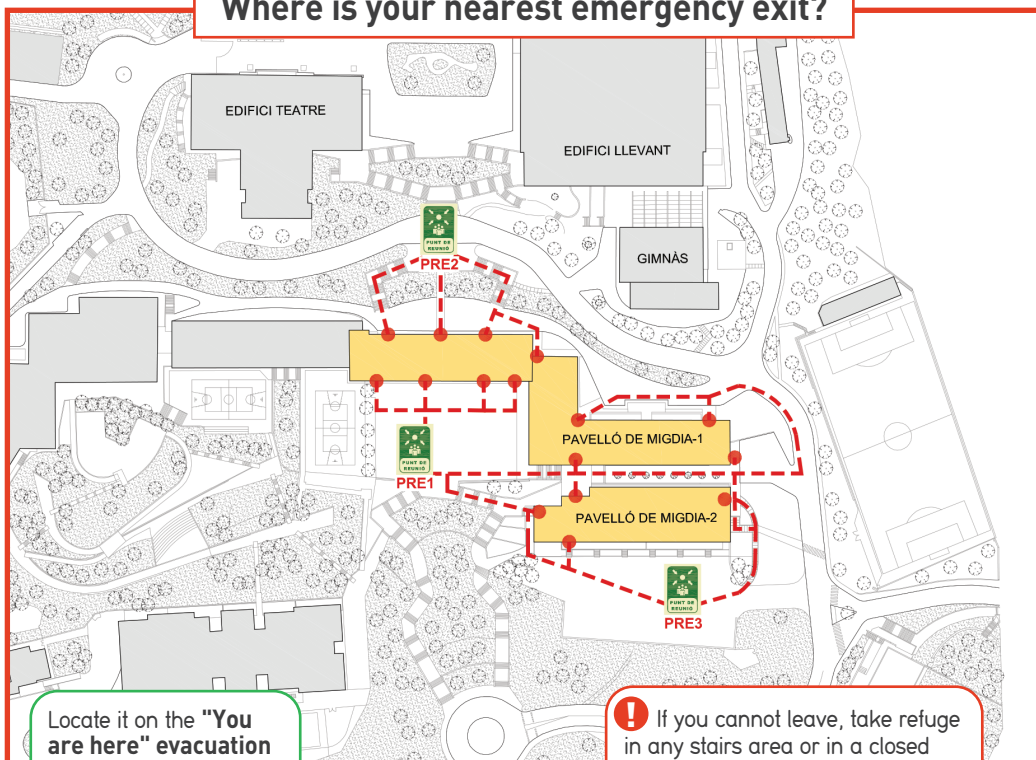 Where is your nearest emergency exit?
EDIFICI TEATRE
EDIFICI LLEVANT
PUNT DE
REUNIÓ
PRE2
GIMNÀS
PAVELLÓ DE MIGDIA-1
PUNT DE
REUNIÓ
PRE1
PAVELLÓ DE MIGDIA-2
PUNT DE
REUNIÓ
PRE3
Locate it on the "You
are here" evacuation
! If you cannot leave, take refuge
in any stairs area or in a closed